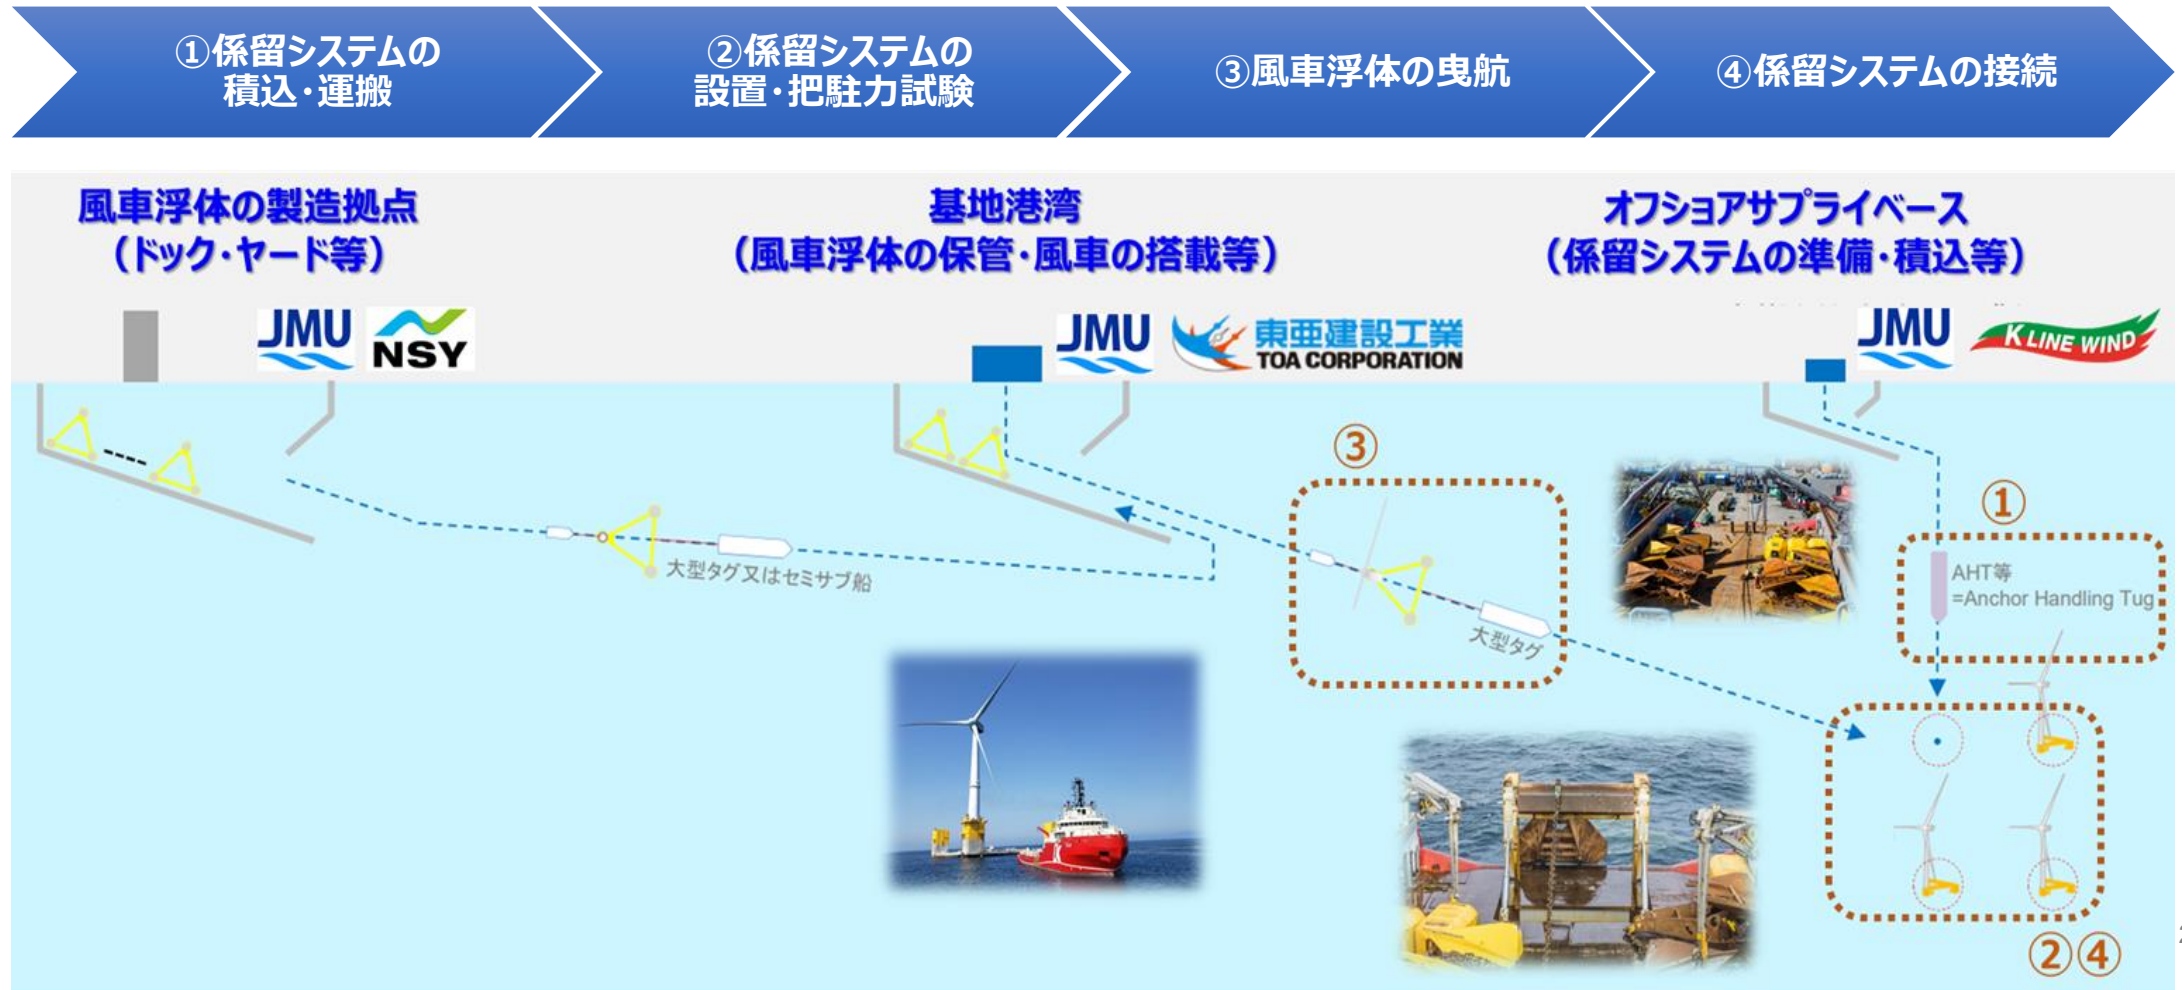 ①係留システムの
積込・運搬
②係留システムの
設置・把駐力試験
③風車浮体の曳航
④係留システムの接続
風車浮体の製造拠点
（ドック・ヤード等）
基地港湾
（風車浮体の保管・風車の搭載等）
オフショアサプライベース
（係留システムの準備・積込等）
JMU
NSY
JMU
東亜建設工業
TOA CORPORATION
JMU
K LINE WIND
③
①
AHT等
=Anchor Handling Tug
大型タグ又はセミサブ船
大型タグ
②④